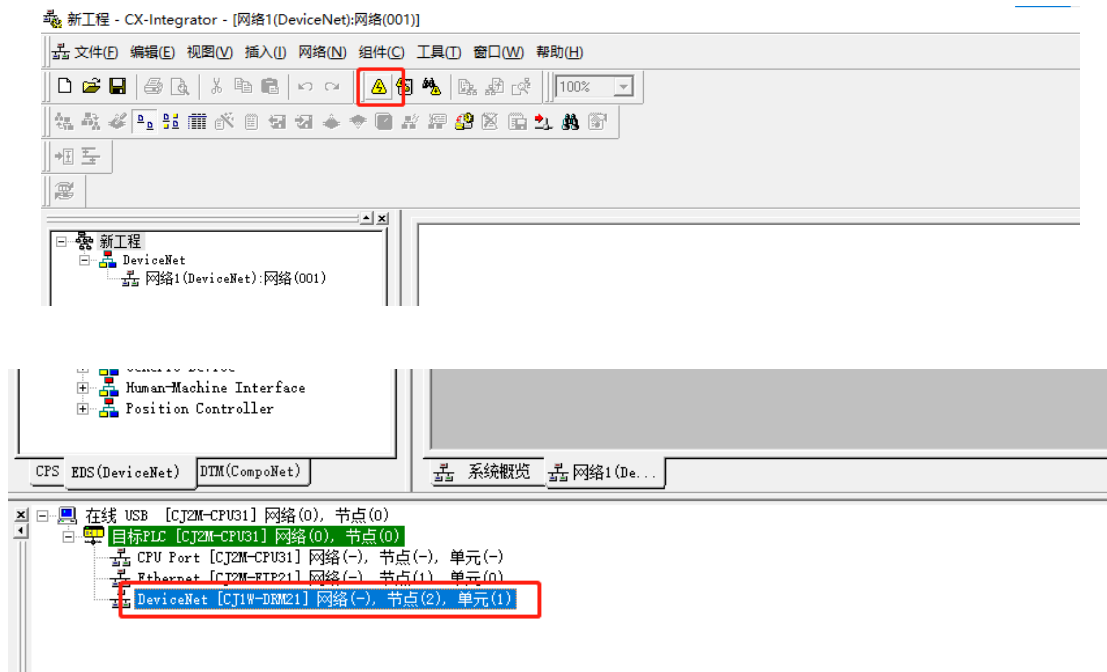 新工程 - CX-Integrator - [网络1(DeviceNet):网络(001)]
文件(F) 编辑(E) 视图(V) 插入(I) 网络(N) 组件(C) 工具(T) 窗口(W) 帮助(H)
100%
新工程
DeviceNet
网络1(DeviceNet):网络(001)
Generic Device
Human-Machine Interface
Position Controller
CPS EDS(DeviceNet) DTM(CompoNet) 系统概览 网络1(De...
在线 USB [CJ2M-CPU31] 网络(0), 节点(0)
目标PLC [CJ2M-CPU31] 网络(0), 节点(0)
CPU Port [CJ2M-CPU31] 网络(-), 节点(-), 单元(-)
Ethernet [CJ2M-EIP21] 网络(-), 节点(1), 单元(0)
DeviceNet [CJ1W-DRM21] 网络(-), 节点(2), 单元(1)